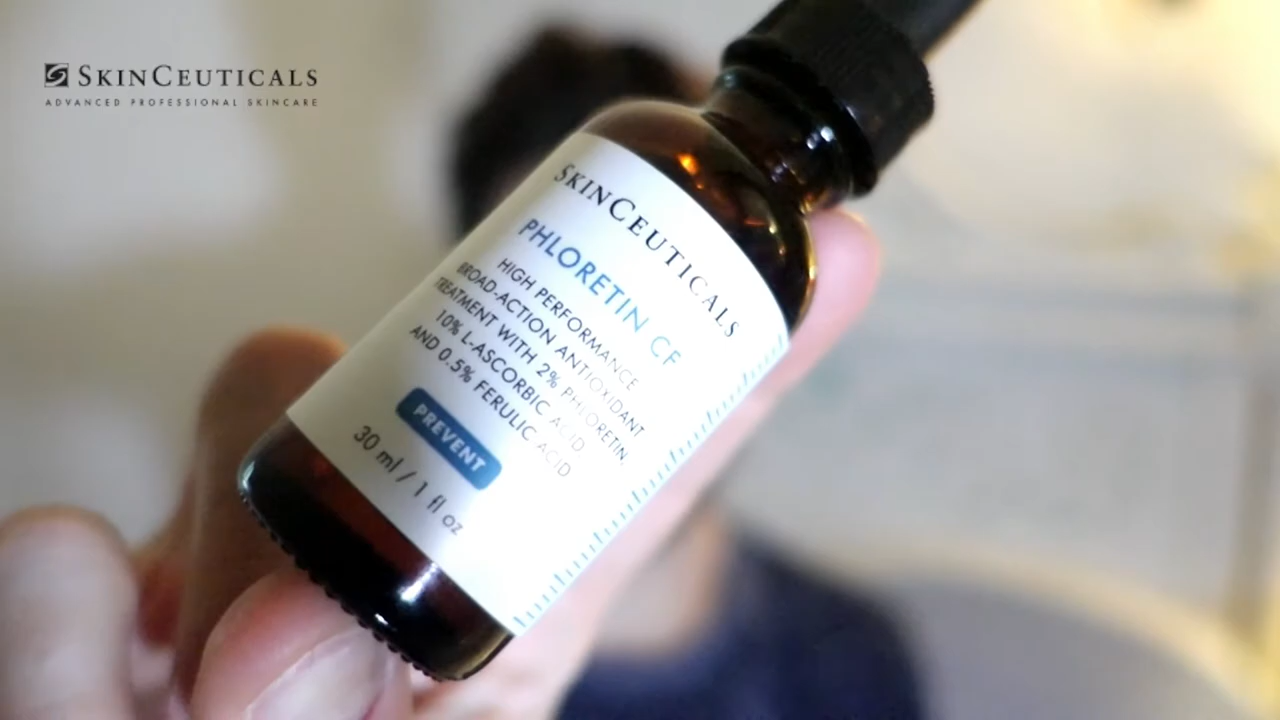 SKINCEUTICALS
ADVANCED PROFESSIONAL SKINCARE
SKINCEUTICALS
PHLORETIN CF
HIGH PERFORMANCE
BROAD-ACTION ANTIOXIDANT
TREATMENT WITH 2% PHLORETIN,
10% L-ASCORBIC ACID
AND 0.5% FERULIC ACID
PREVENT
30 ml / 1 fl oz